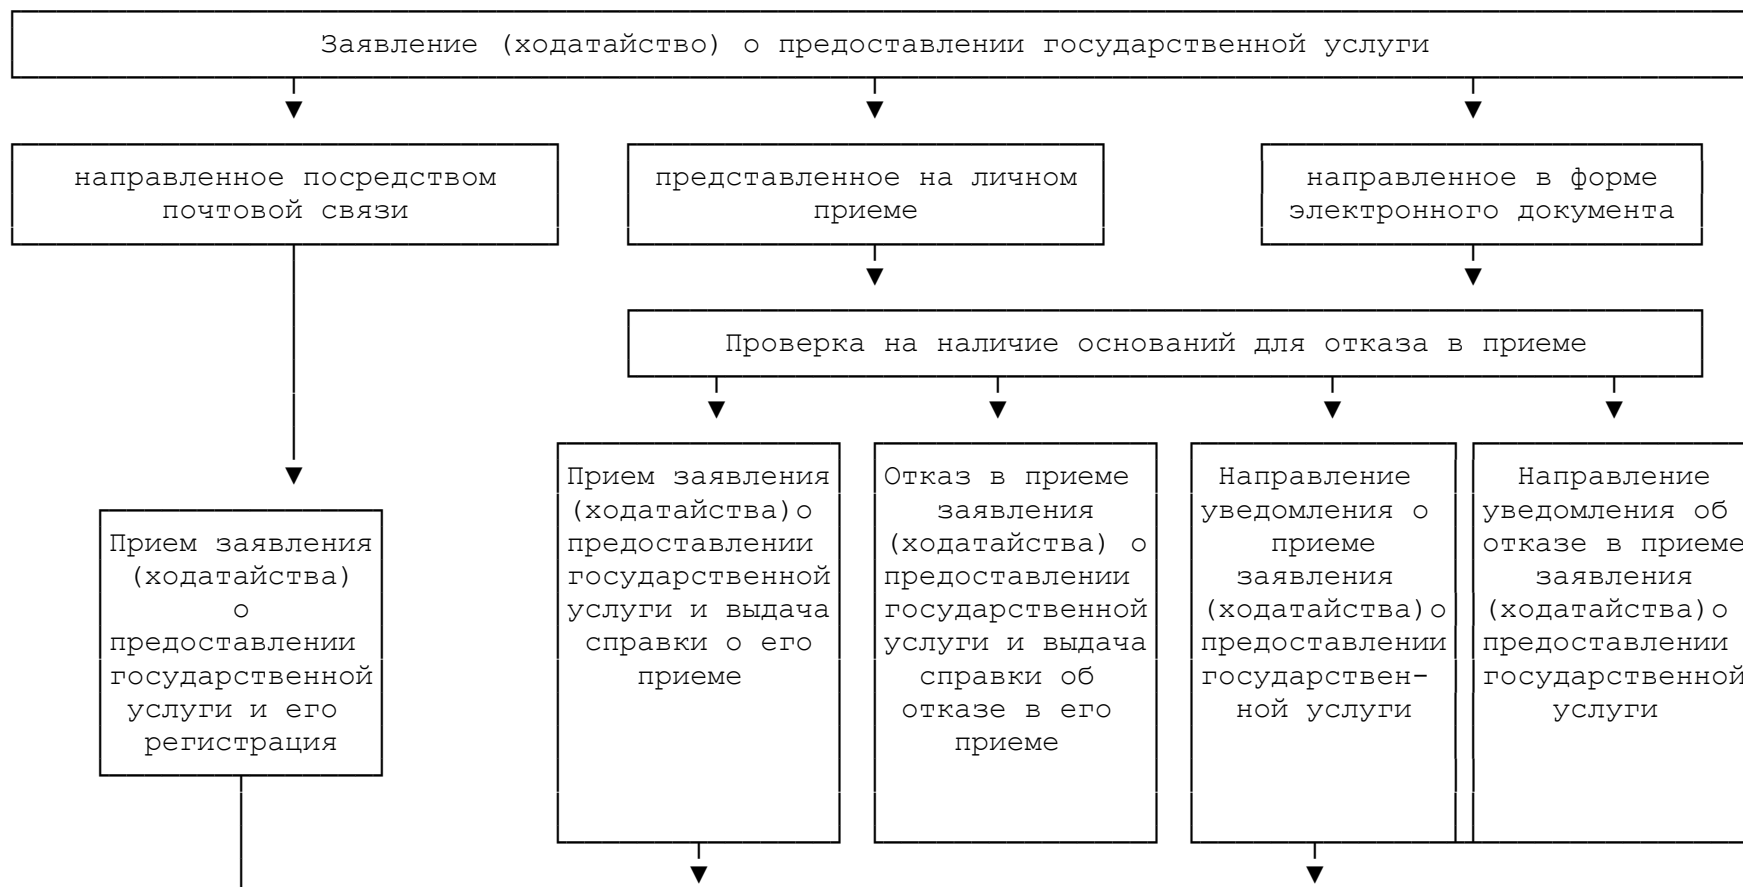 Заявление (ходатайство) о предоставлении государственной услуги
направленное посредством
почтовой связи
представленное на личном
приеме
направленное в форме
электронного документа
Проверка на наличие оснований для отказа в приеме
Прием заявления
(ходатайства)
о
предоставлении
государственной
услуги и его
регистрация
Прием заявления
(ходатайства)о
предоставлении
государственной
услуги и выдача
справки о его
приеме
Отказ в приеме
заявления
(ходатайства) о
предоставлении
государственной
услуги и выдача
справки об
отказе в его
приеме
Направление
уведомления о
приеме
заявления
(ходатайства)о
предоставлении
государствен-
ной услуги
Направление
уведомления об
отказе в приеме
заявления
(ходатайства)о
предоставлении
государственной
услуги